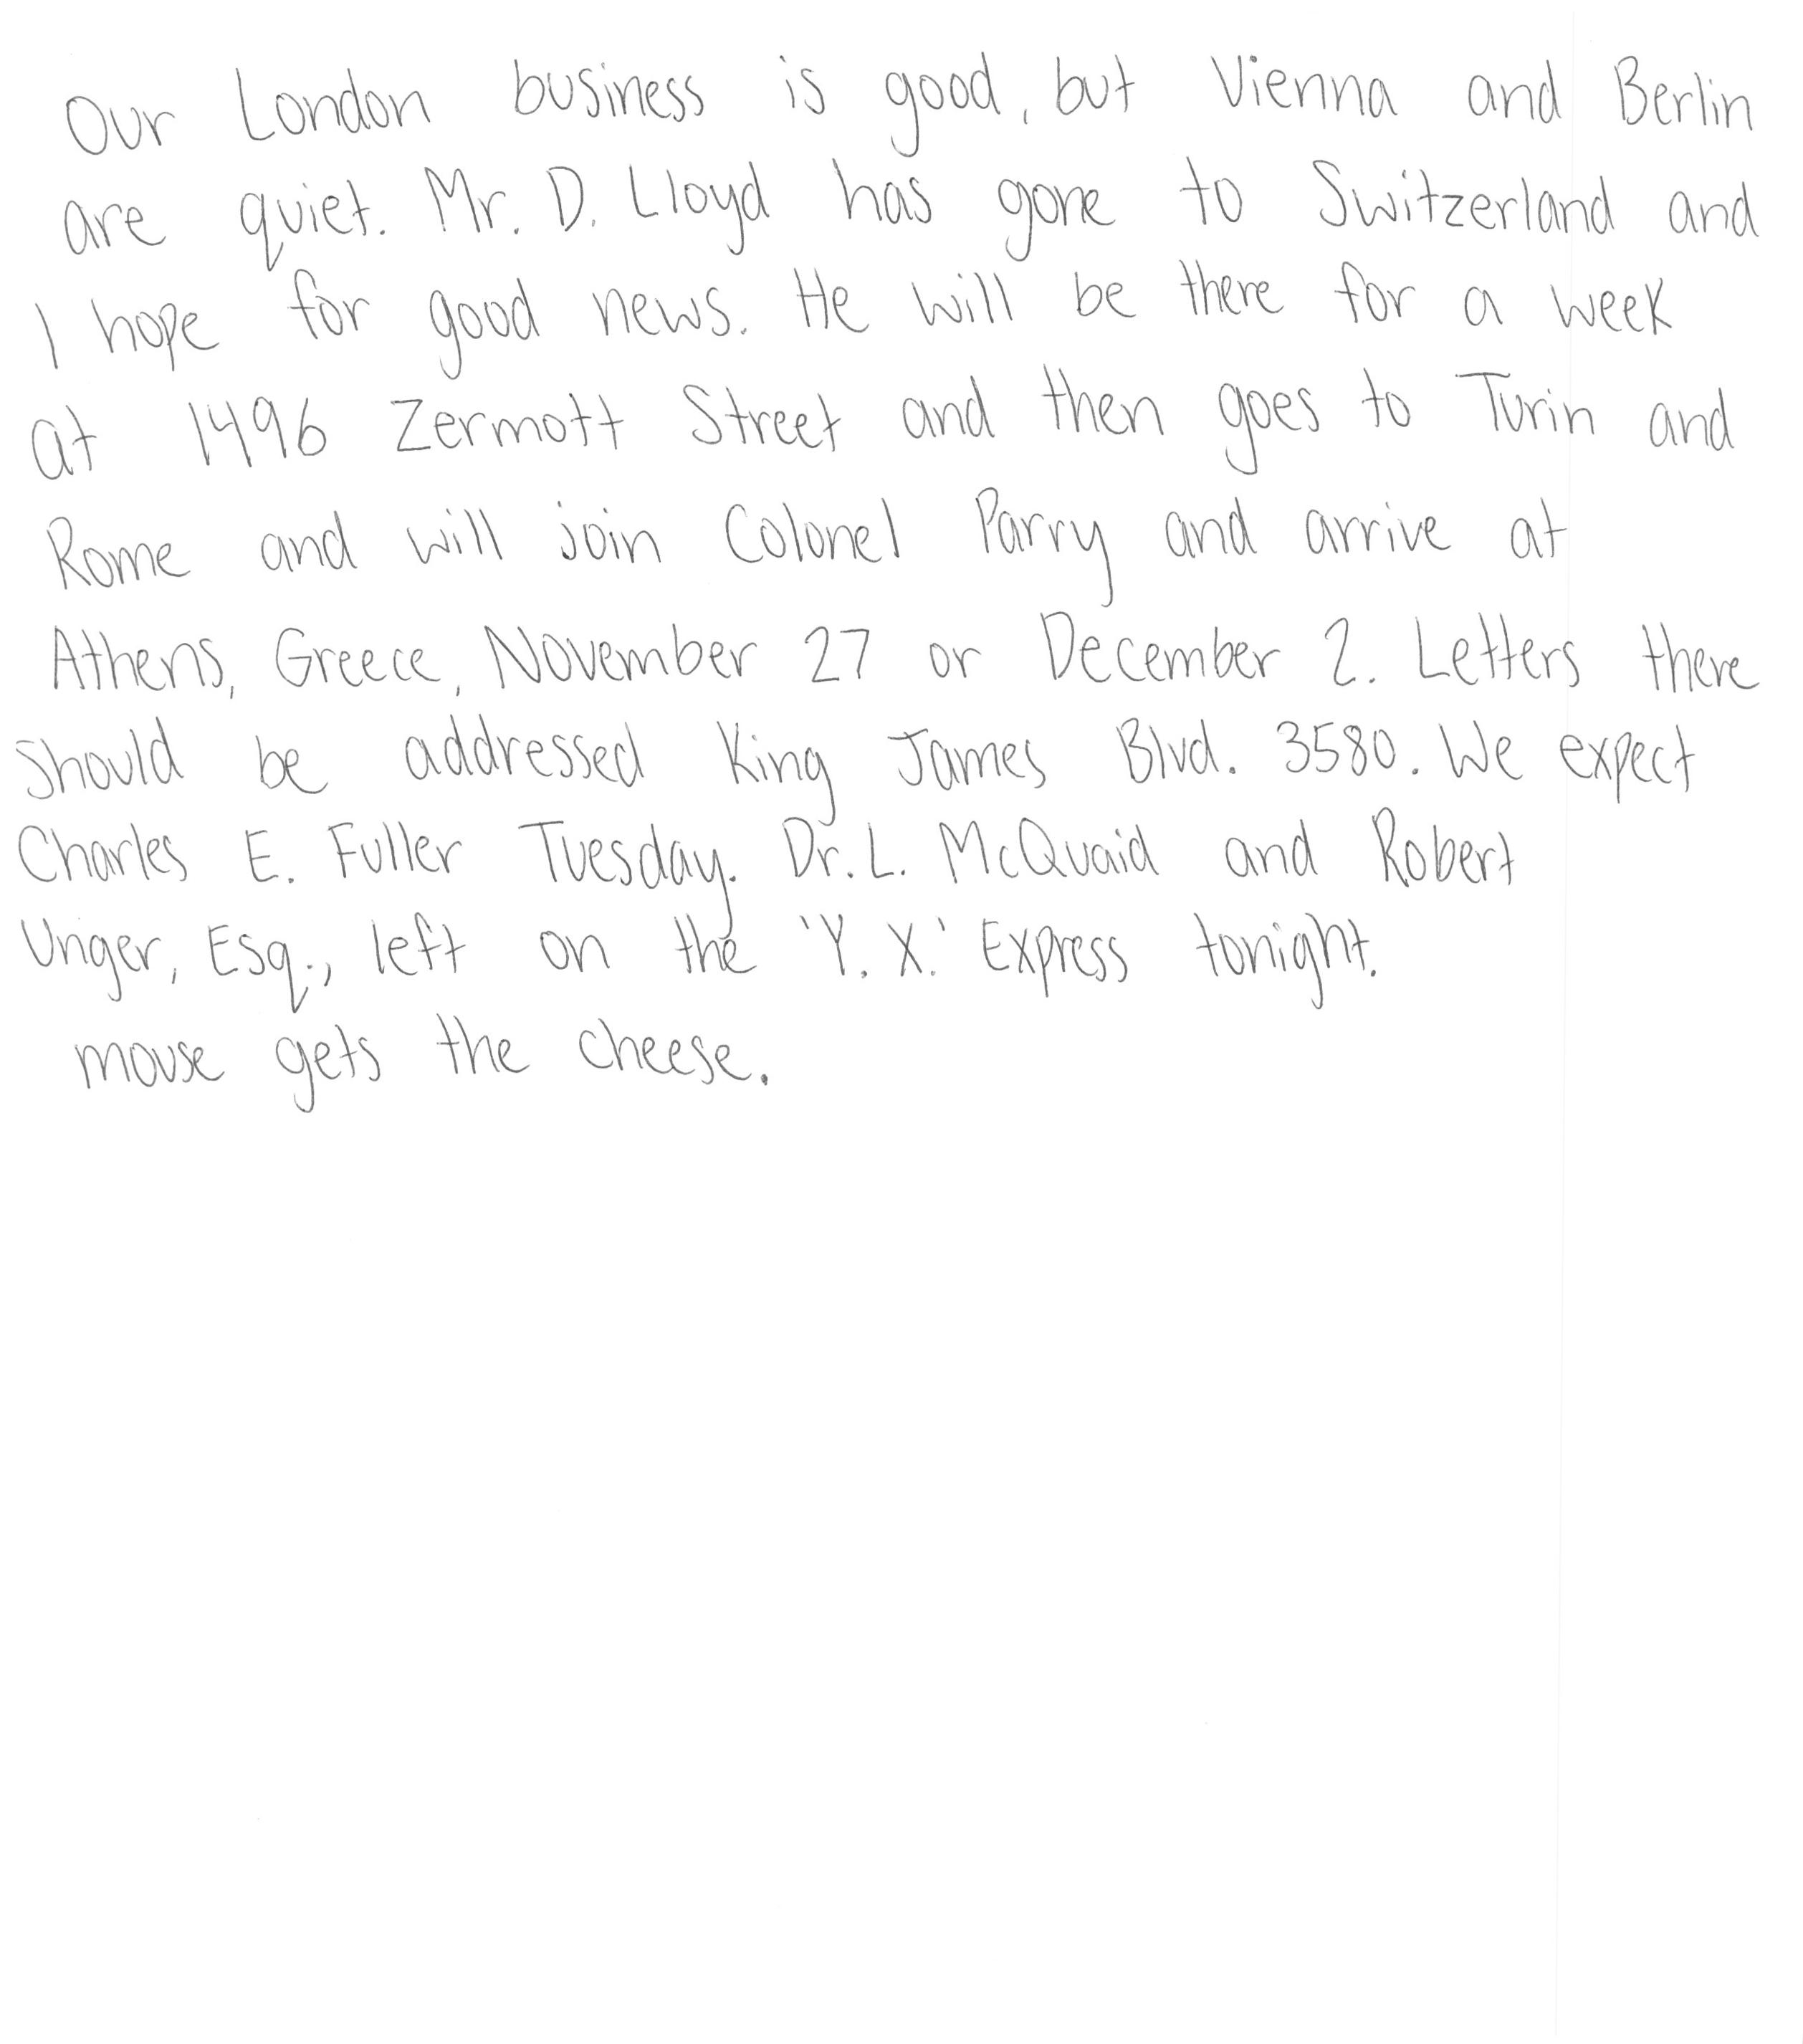 Our London business is good, but Vienna and Berlin
are quiet. Mr. D. Lloyd has gone to Switzerland and
I hope for good news. He will be there for a week
at 1496 Zermott Street and then goes to Turin and
Rome and will join Colonel Parry and arrive at
Athens, Greece, November 27 or December 2. Letters there
should be addressed King James Blvd. 3580. We expect
Charles E. Fuller Tuesday. Dr. L. McQuaid and Robert
Unger, Esq., left on the 'Y. X.' Express tonight.
mouse gets the cheese.